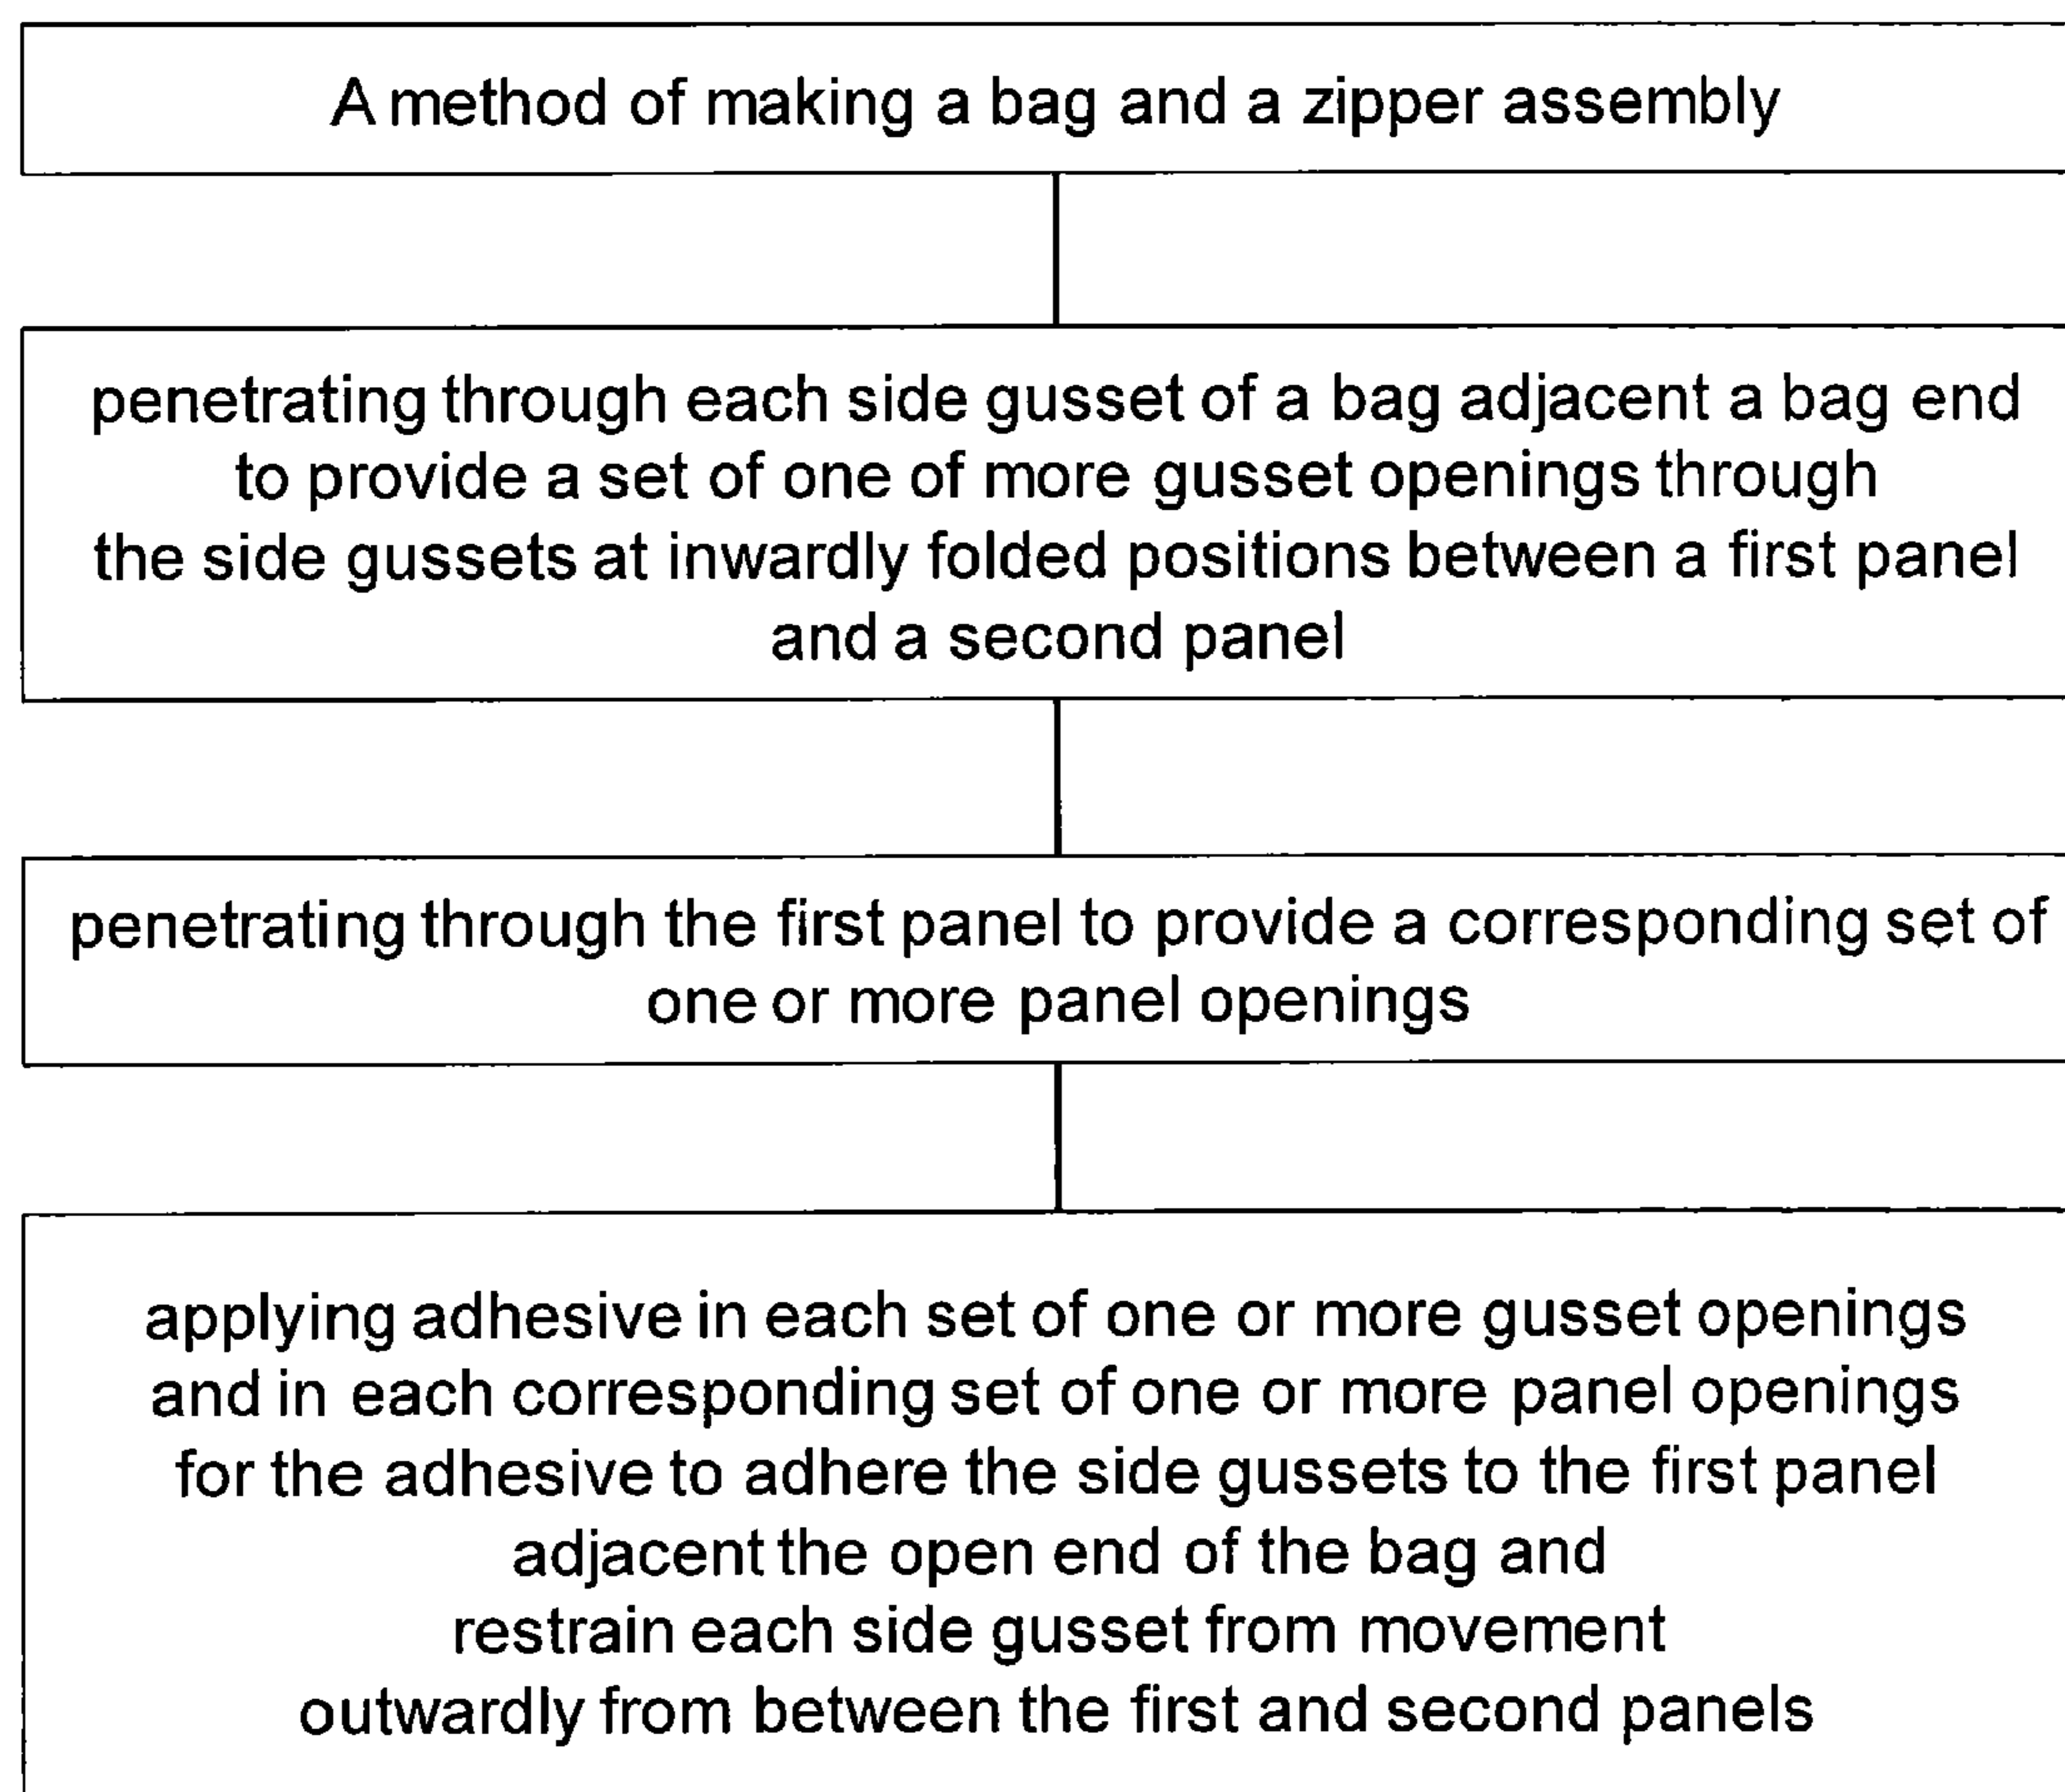 A method of making a bag and a zipper assembly
penetrating through each side gusset of a bag adjacent a bag end
to provide a set of one of more gusset openings through
the side gussets at inwardly folded positions between a first panel
and a second panel
penetrating through the first panel to provide a corresponding set of
one or more panel openings
applying adhesive in each set of one or more gusset openings
and in each corresponding set of one or more panel openings
for the adhesive to adhere the side gussets to the first panel
adjacent the open end of the bag and
restrain each side gusset from movement
outwardly from between the first and second panels